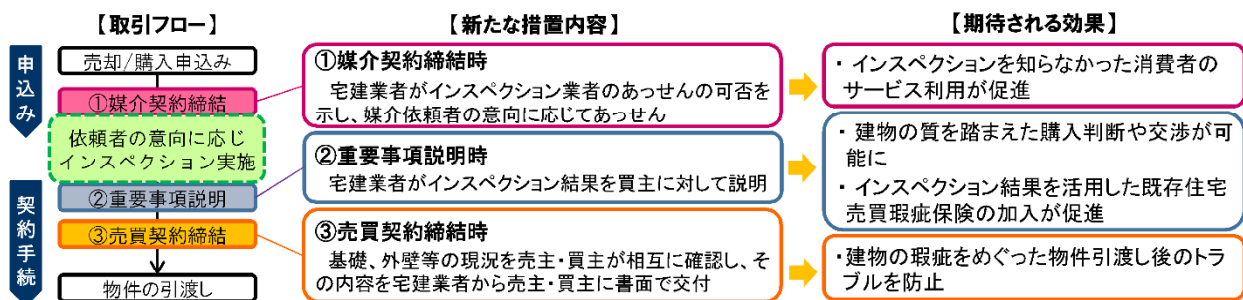 【取引フロー】
【新たな措置内容】
【期待される効果】
申込み
契約手続
売却/購入申込み
①媒介契約締結
依頼者の意向に応じ
インスペクション実施
②重要事項説明
③売買契約締結
物件の引渡し
①媒介契約締結時
宅建業者がインスペクション業者のあっせんの可否を
示し、媒介依頼者の意向に応じてあっせん
②重要事項説明時
宅建業者がインスペクション結果を買主に対して説明
③売買契約締結時
基礎、外壁等の現況を売主・買主が相互に確認し、そ
の内容を宅建業者から売主・買主に書面で交付
・インスペクションを知らなかった消費者の
サービス利用が促進
・建物の質を踏まえた購入判断や交渉が可
能に
・インスペクション結果を活用した既存住宅
売買瑕疵保険の加入が促進
・建物の瑕疵をめぐった物件引渡し後のトラ
ブルを防止